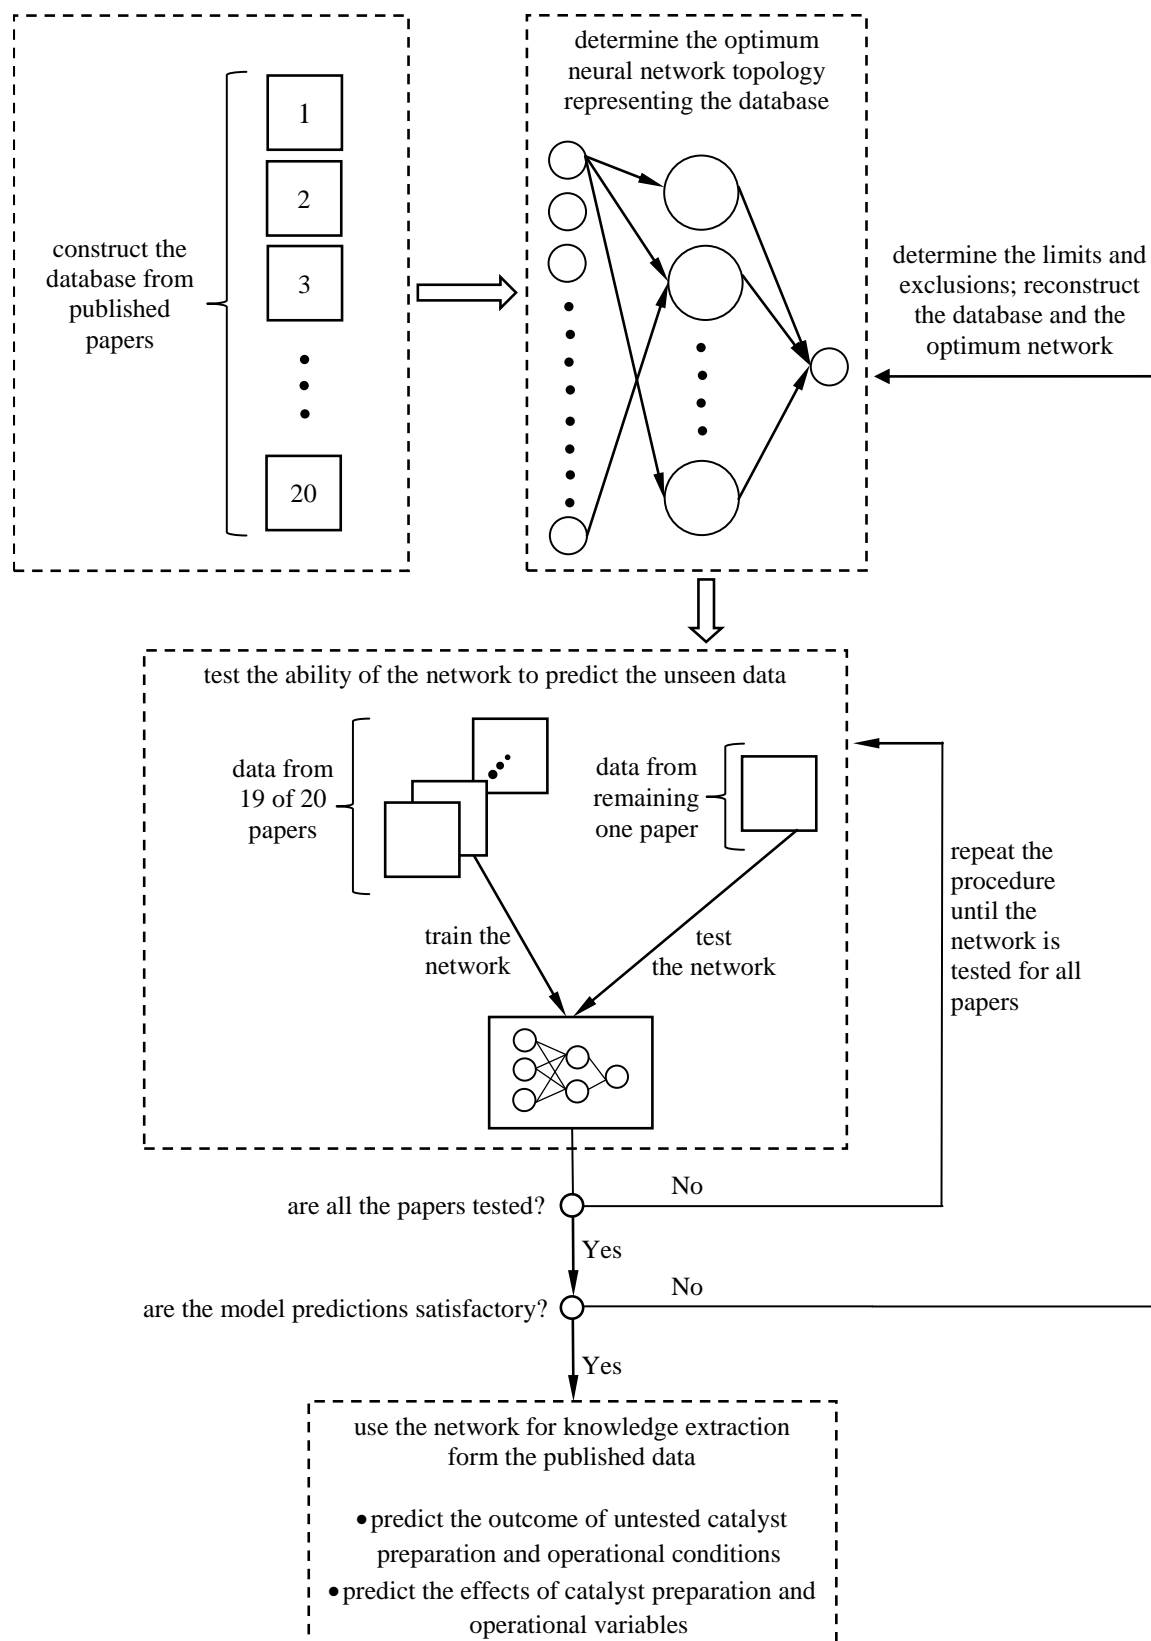 construct the
database from
published
papers
1
2
3
20
determine the optimum
neural network topology
representing the database
determine the limits and
exclusions; reconstruct
the database and the
optimum network
test the ability of the network to predict the unseen data
data from
19 of 20
papers
data from
remaining
one paper
train the
network
test
the network
repeat the
procedure
until the
network is
tested for all
papers
are all the papers tested?
No
Yes
are the model predictions satisfactory?
No
Yes
use the network for knowledge extraction
form the published data
• predict the outcome of untested catalyst
preparation and operational conditions
• predict the effects of catalyst preparation and
operational variables